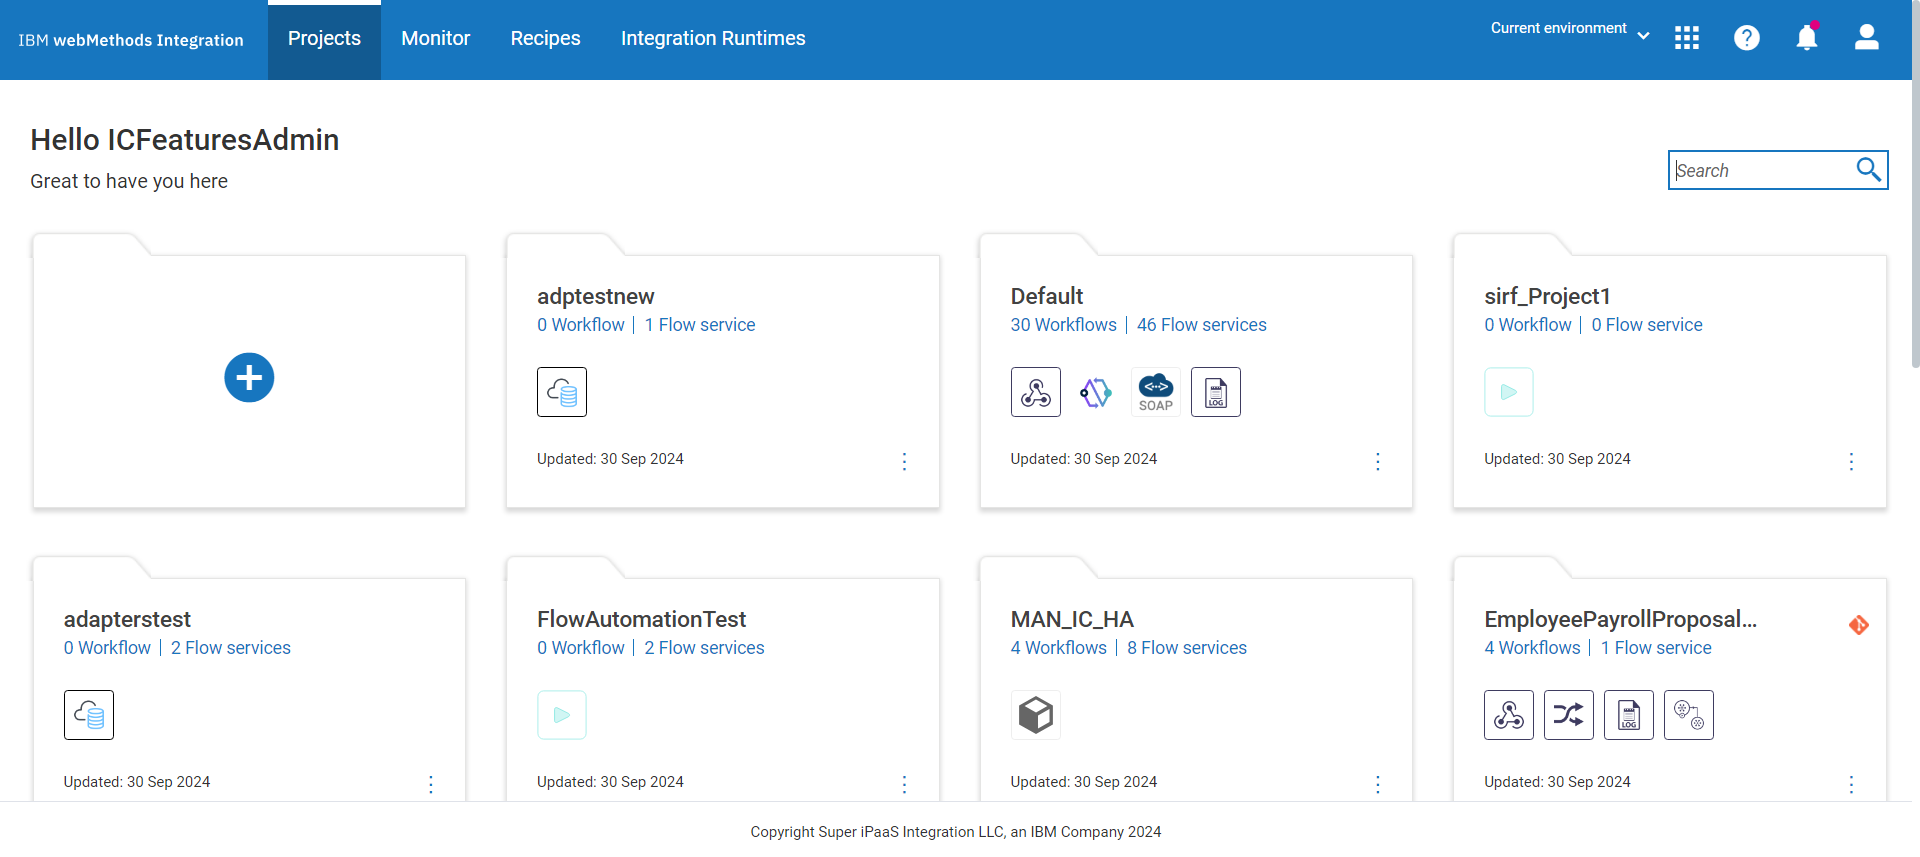 IBM webMethods Integration
Projects
Monitor
Recipes
Integration Runtimes
Current environment
?
Hello ICFeaturesAdmin
Great to have you here
Search
adptestnew
0 Workflow | 1 Flow service
Updated: 30 Sep 2024
Default
30 Workflows | 46 Flow services
SOAP
LOG
Updated: 30 Sep 2024
sirf_Project1
0 Workflow | 0 Flow service
Updated: 30 Sep 2024
adapterstest
0 Workflow | 2 Flow services
Updated: 30 Sep 2024
FlowAutomationTest
0 Workflow | 2 Flow services
Updated: 30 Sep 2024
MAN_IC_HA
4 Workflows | 8 Flow services
Updated: 30 Sep 2024
EmployeePayrollProposal...
4 Workflows | 1 Flow service
LOG
Updated: 30 Sep 2024
Copyright Super iPaaS Integration LLC, an IBM Company 2024